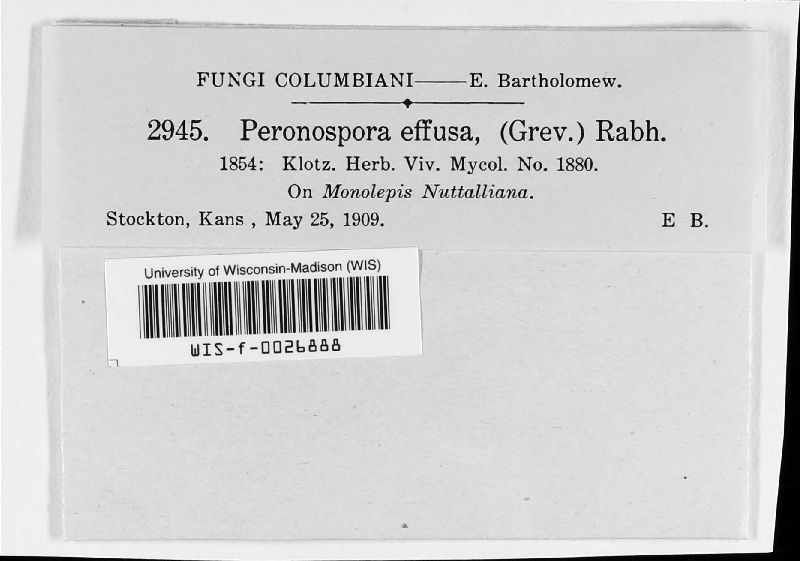 FUNGI COLUMBIANI——E. Bartholomew.
2945. Peronospora effusa, (Grev.) Rabh.
1854: Klotz. Herb. Viv. Mycol. No. 1880.
On Monolepis Nuttalliana.
Stockton, Kans , May 25, 1909. E B.
University of Wisconsin-Madison (WIS)
WIS-f-0026888